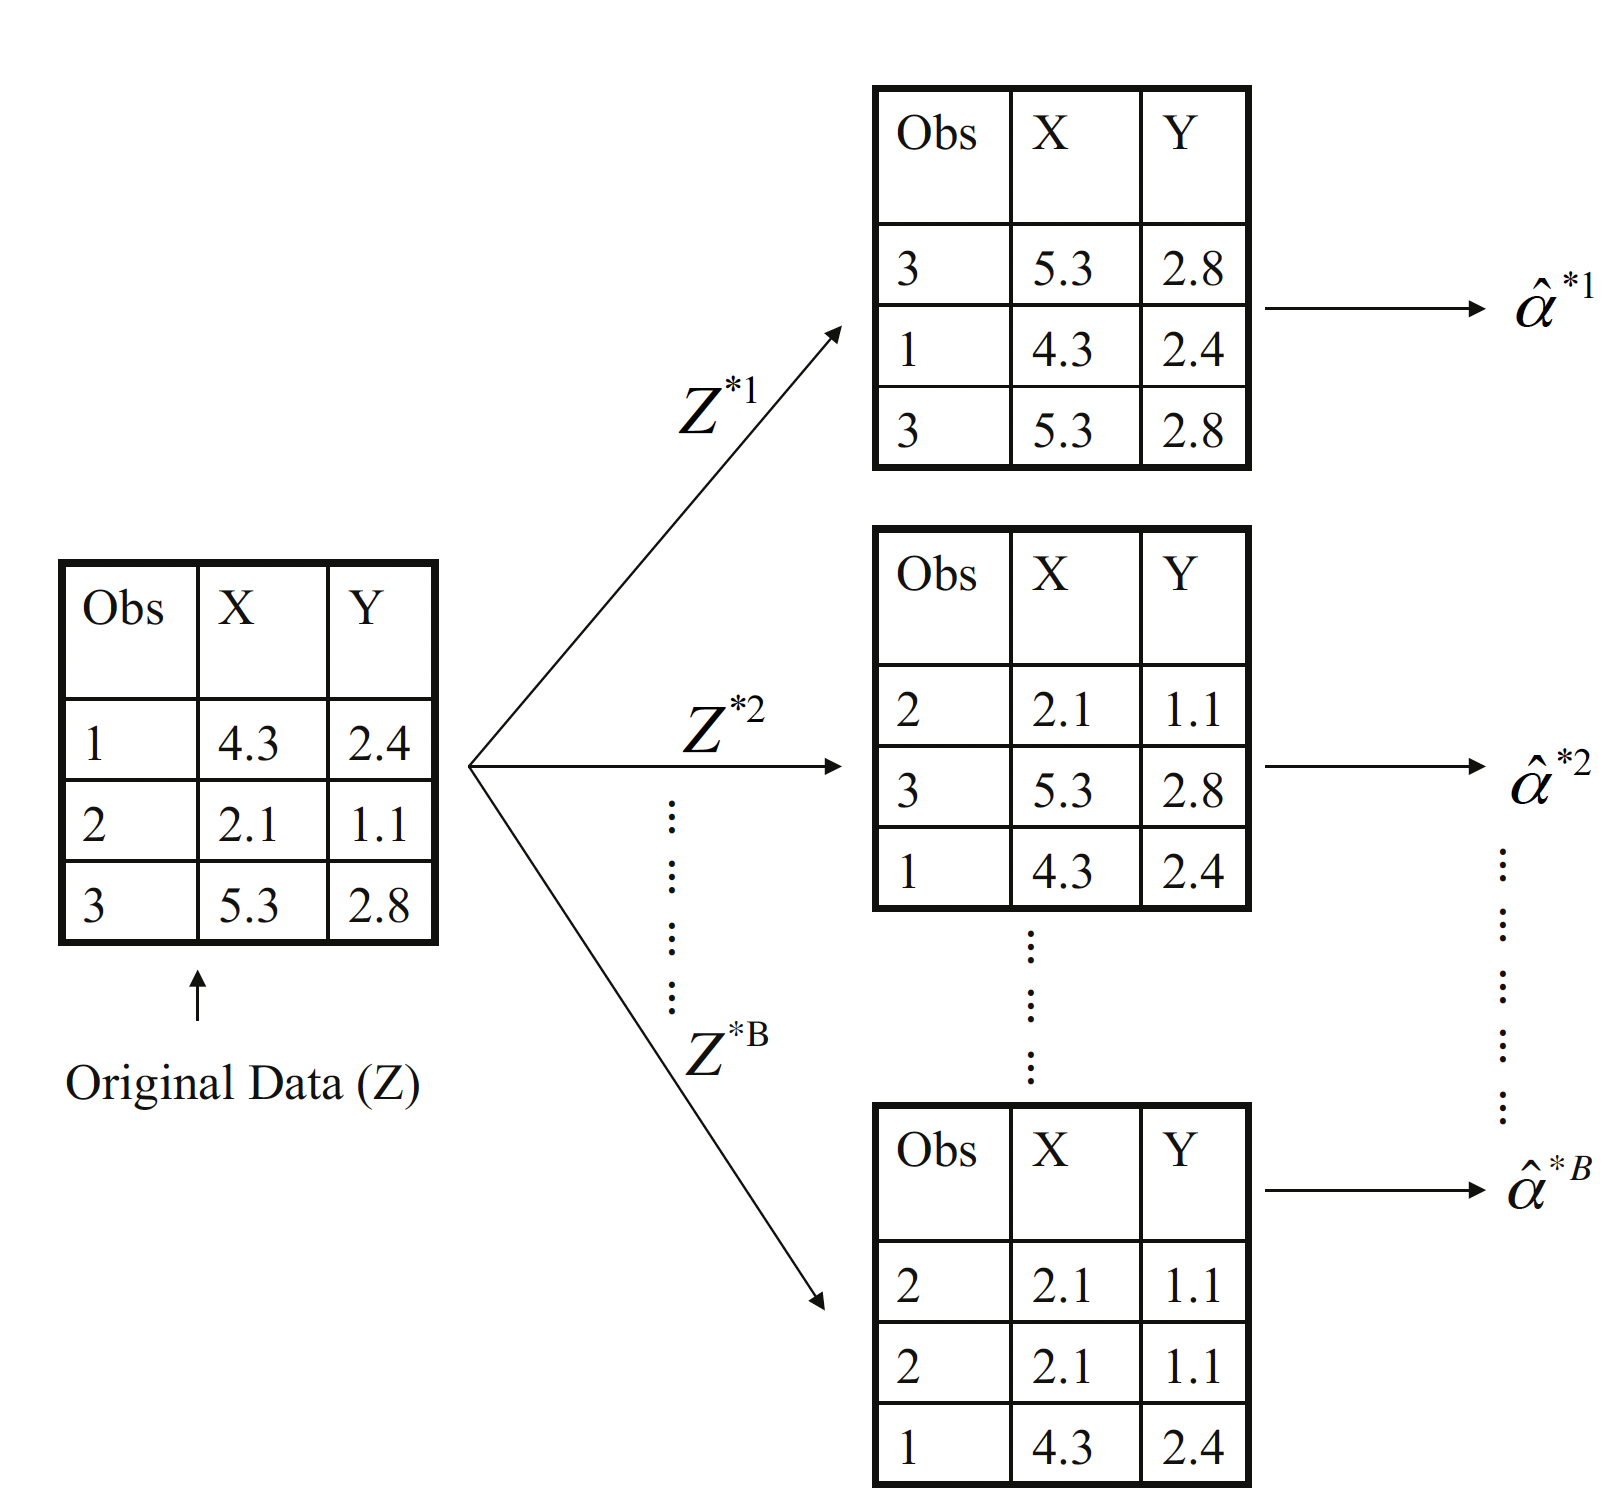 Obs X Y
1 4.3 2.4
2 2.1 1.1
3 5.3 2.8
Original Data (Z)
Z*1
Z*2
Z*B
Obs X Y
3 5.3 2.8
1 4.3 2.4
3 5.3 2.8
α̂*1
Obs X Y
2 2.1 1.1
3 5.3 2.8
1 4.3 2.4
α̂*2
Obs X Y
2 2.1 1.1
2 2.1 1.1
1 4.3 2.4
α̂*B